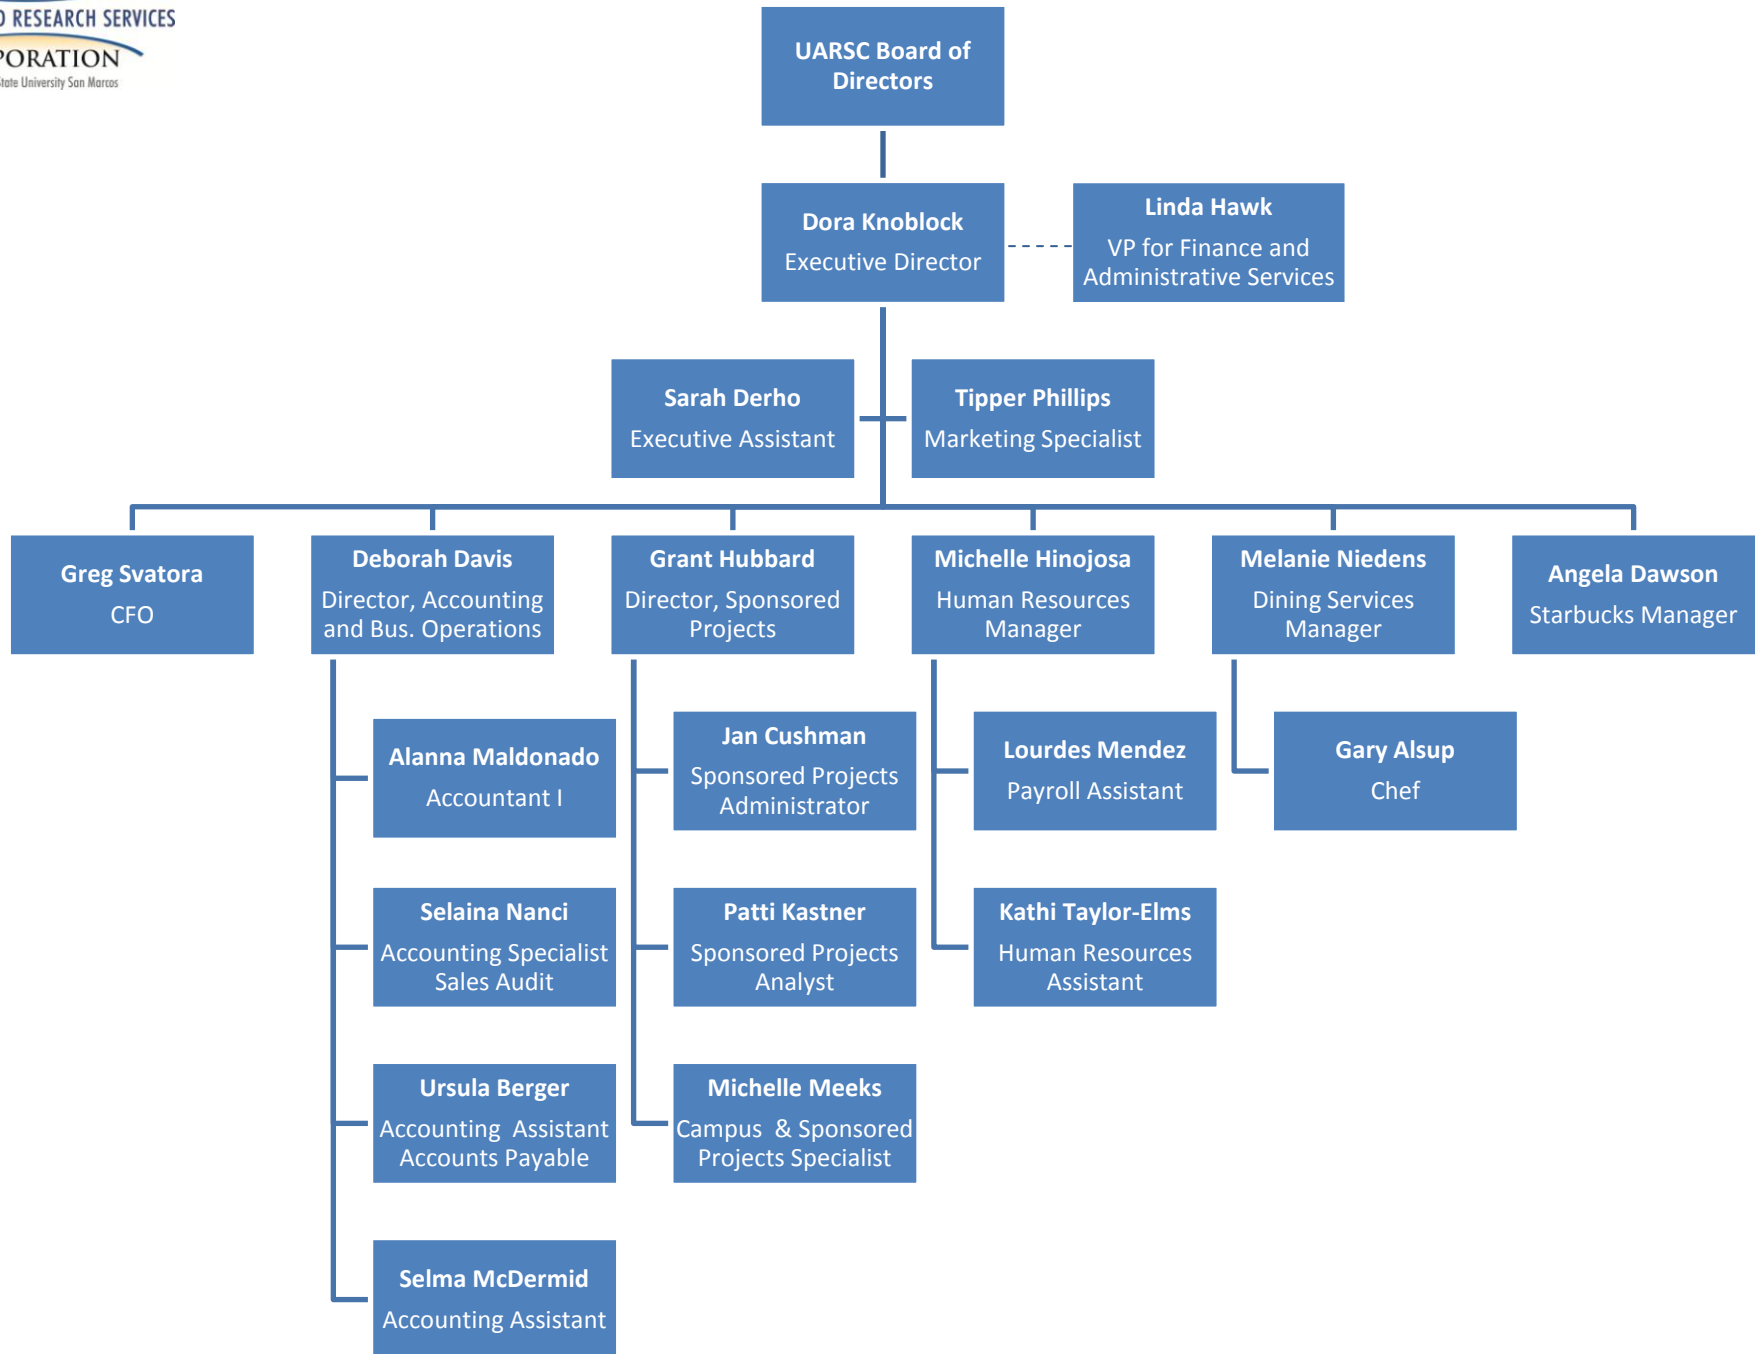 RESEARCH SERVICES
State University San Marcos
UARSC Board of
Directors
Dora Knoblock
Executive Director
Linda Hawk
VP for Finance and
Administrative Services
Sarah Derho
Executive Assistant
Tipper Phillips
Marketing Specialist
Greg Svatora
CFO
Deborah Davis
Director, Accounting
and Bus. Operations
Grant Hubbard
Director, Sponsored
Projects
Michelle Hinojosa
Human Resources
Manager
Melanie Niedens
Dining Services
Manager
Angela Dawson
Starbucks Manager
Alanna Maldonado
Accountant I
Selaina Nanci
Accounting Specialist
Sales Audit
Ursula Berger
Accounting Assistant
Accounts Payable
Selma McDermid
Accounting Assistant
Jan Cushman
Sponsored Projects
Administrator
Patti Kastner
Sponsored Projects
Analyst
Michelle Meeks
Campus & Sponsored
Projects Specialist
Lourdes Mendez
Payroll Assistant
Kathi Taylor-Elms
Human Resources
Assistant
Gary Alsup
Chef